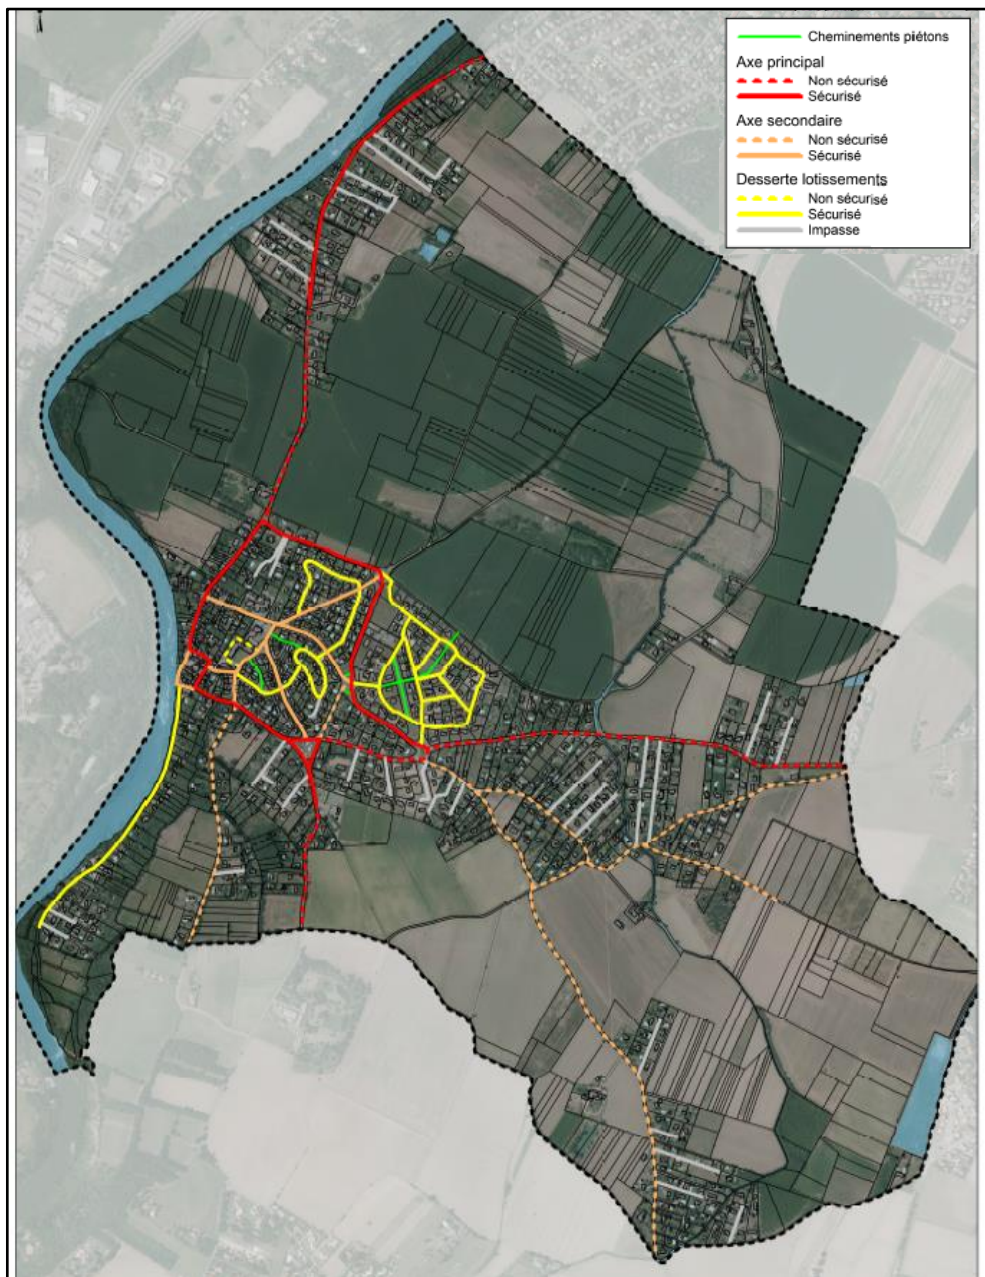 Cheminements piétons
Axe principal
Non sécurisé
Sécurisé
Axe secondaire
Non sécurisé
Sécurisé
Desserte lotissements
Non sécurisé
Sécurisé
Impasse